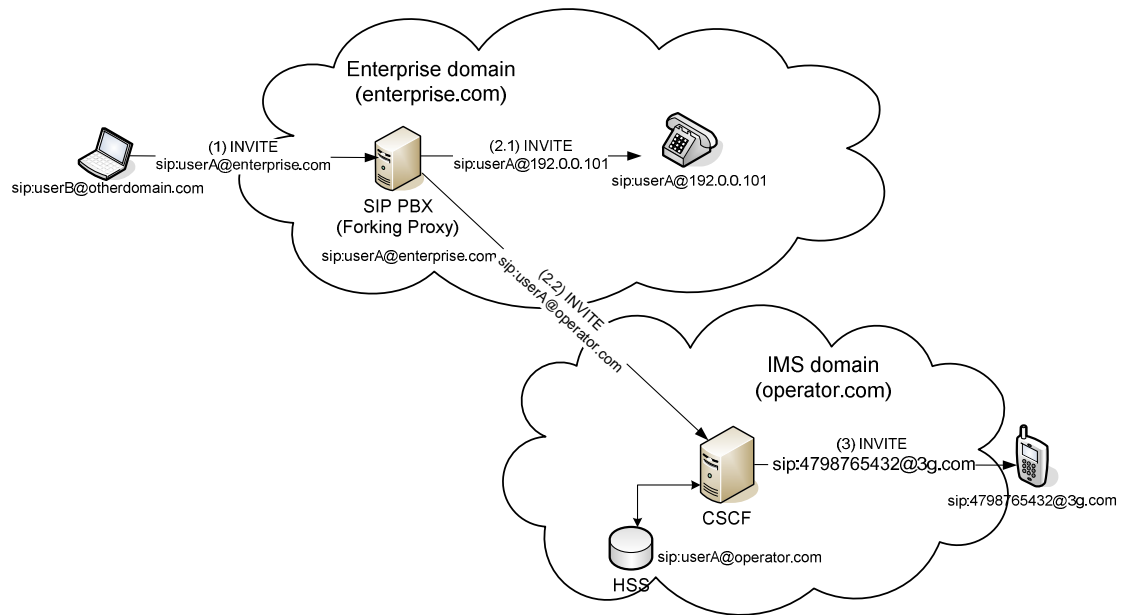 Enterprise domain
(enterprise.com)
(1) INVITE
sip:userA@enterprise.com
sip:userB@otherdomain.com
(2.1) INVITE
sip:userA@192.0.0.101
sip:userA@192.0.0.101
SIP PBX
(Forking Proxy)
sip:userA@enterprise.com
(2.2) INVITE
sip:userA@operator.com
IMS domain
(operator.com)
(3) INVITE
sip:4798765432@3g.com
sip:4798765432@3g.com
CSCF
sip:userA@operator.com
HSS